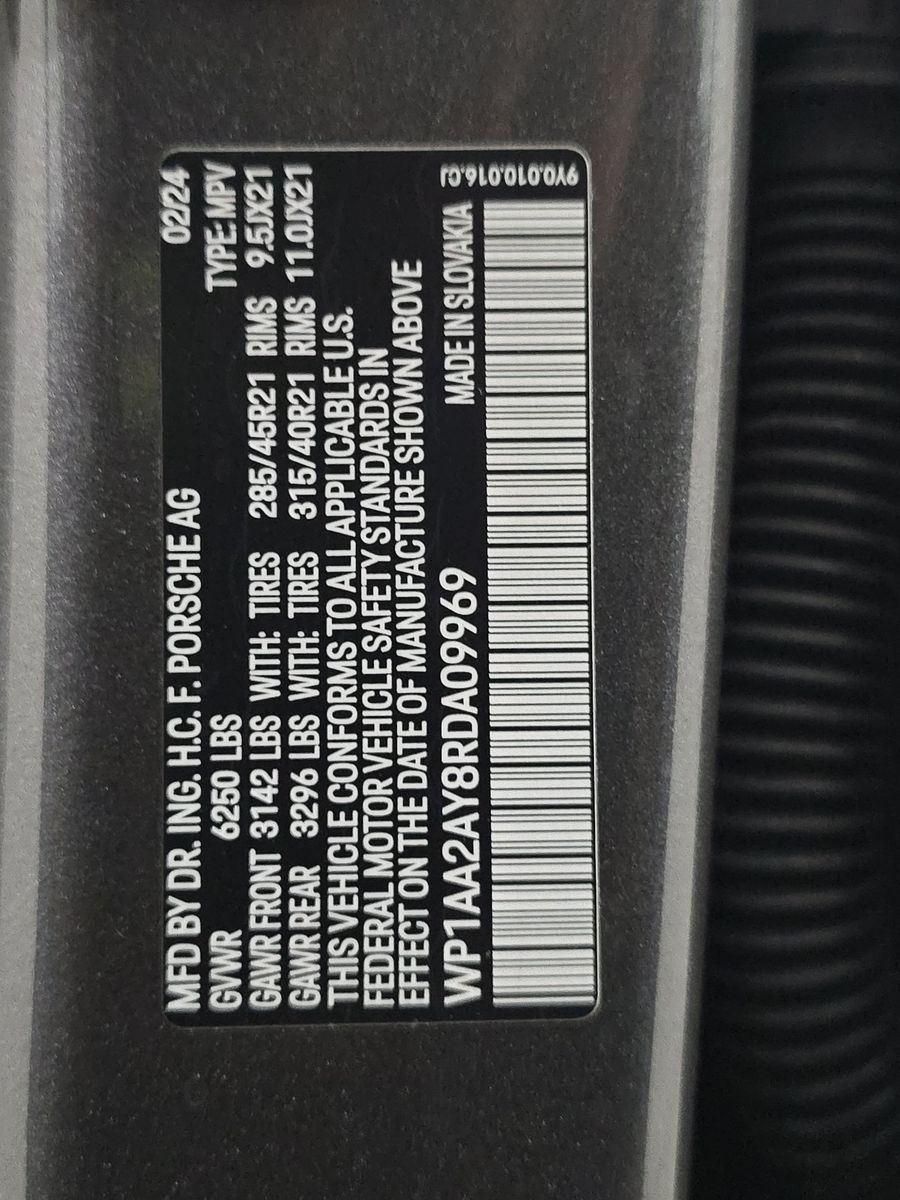 MFD BY DR. ING. H.C. F. PORSCHE AG 02/24
GVWR 6250 LBS TYPE: MPV
GAWR FRONT 3142 LBS WITH: TIRES 285/45R21 RIMS 9.5JX21
GAWR REAR 3296 LBS WITH: TIRES 315/40R21 RIMS 11.0JX21
THIS VEHICLE CONFORMS TO ALL APPLICABLE U.S.
FEDERAL MOTOR VEHICLE SAFETY STANDARDS IN
EFFECT ON THE DATE OF MANUFACTURE SHOWN ABOVE
WP1AA2AY8RDA09969 MADE IN SLOVAKIA
9Y0.010.016.CJ